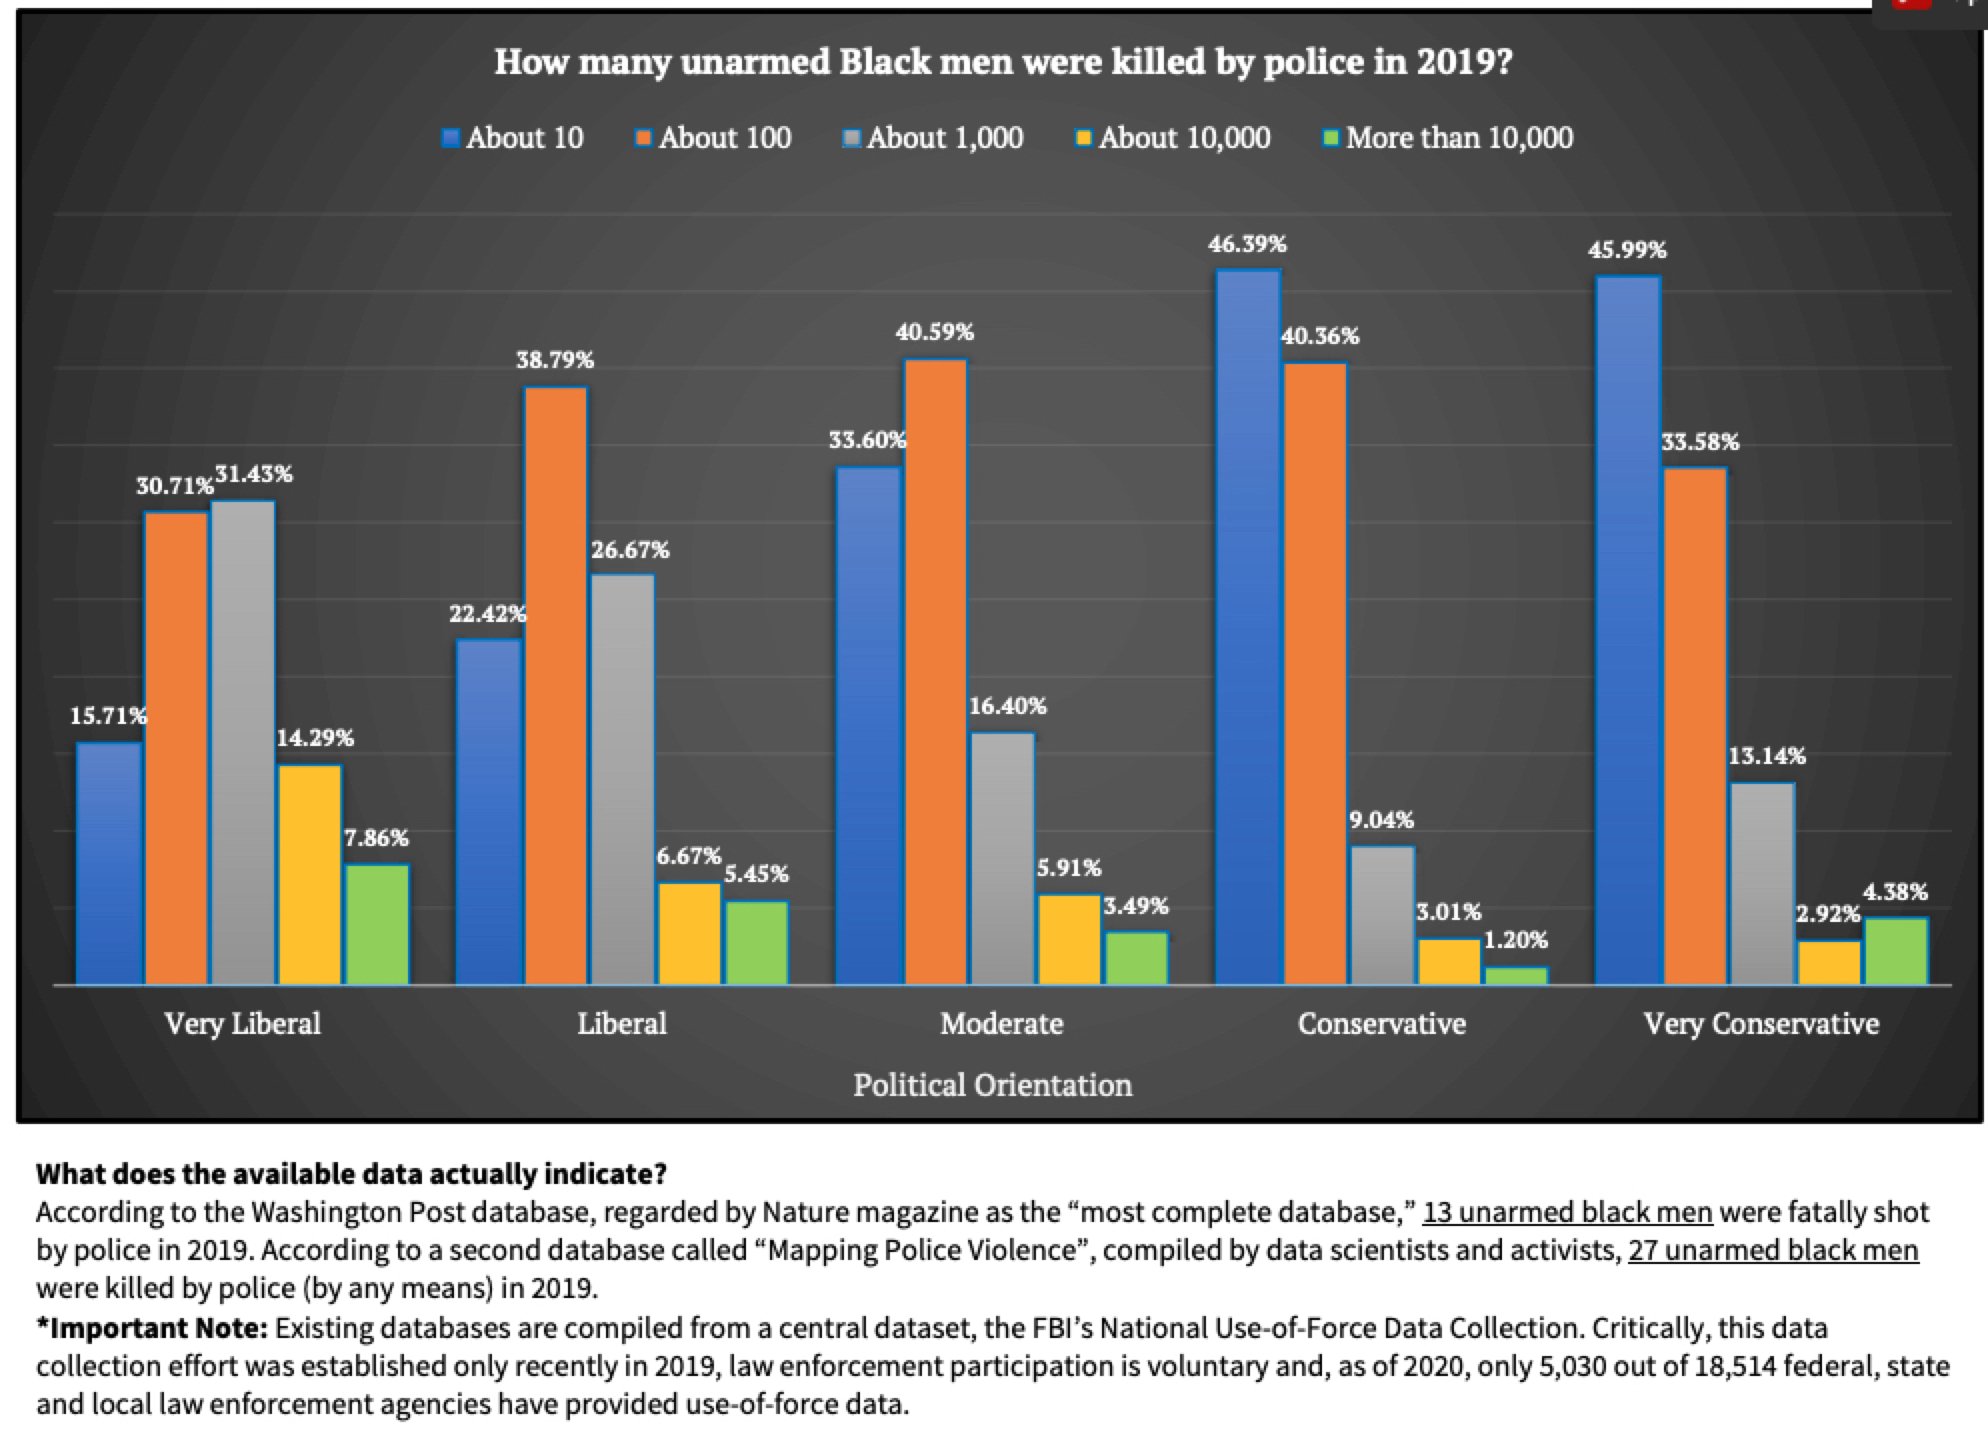 How many unarmed Black men were killed by police in 2019?
About 10 About 100 About 1,000 About 10,000 More than 10,000
15.71% 30.71% 31.43% 14.29% 7.86%
22.42% 38.79% 26.67% 6.67% 5.45%
33.60% 40.59% 16.40% 5.91% 3.49%
46.39% 40.36% 9.04% 3.01% 1.20%
45.99% 33.58% 13.14% 2.92% 4.38%
Very Liberal Liberal Moderate Conservative Very Conservative
Political Orientation
What does the available data actually indicate?
According to the Washington Post database, regarded by Nature magazine as the “most complete database,” 13 unarmed black men were fatally shot
by police in 2019. According to a second database called “Mapping Police Violence”, compiled by data scientists and activists, 27 unarmed black men
were killed by police (by any means) in 2019.
*Important Note: Existing databases are compiled from a central dataset, the FBI’s National Use-of-Force Data Collection. Critically, this data
collection effort was established only recently in 2019, law enforcement participation is voluntary and, as of 2020, only 5,030 out of 18,514 federal, state
and local law enforcement agencies have provided use-of-force data.